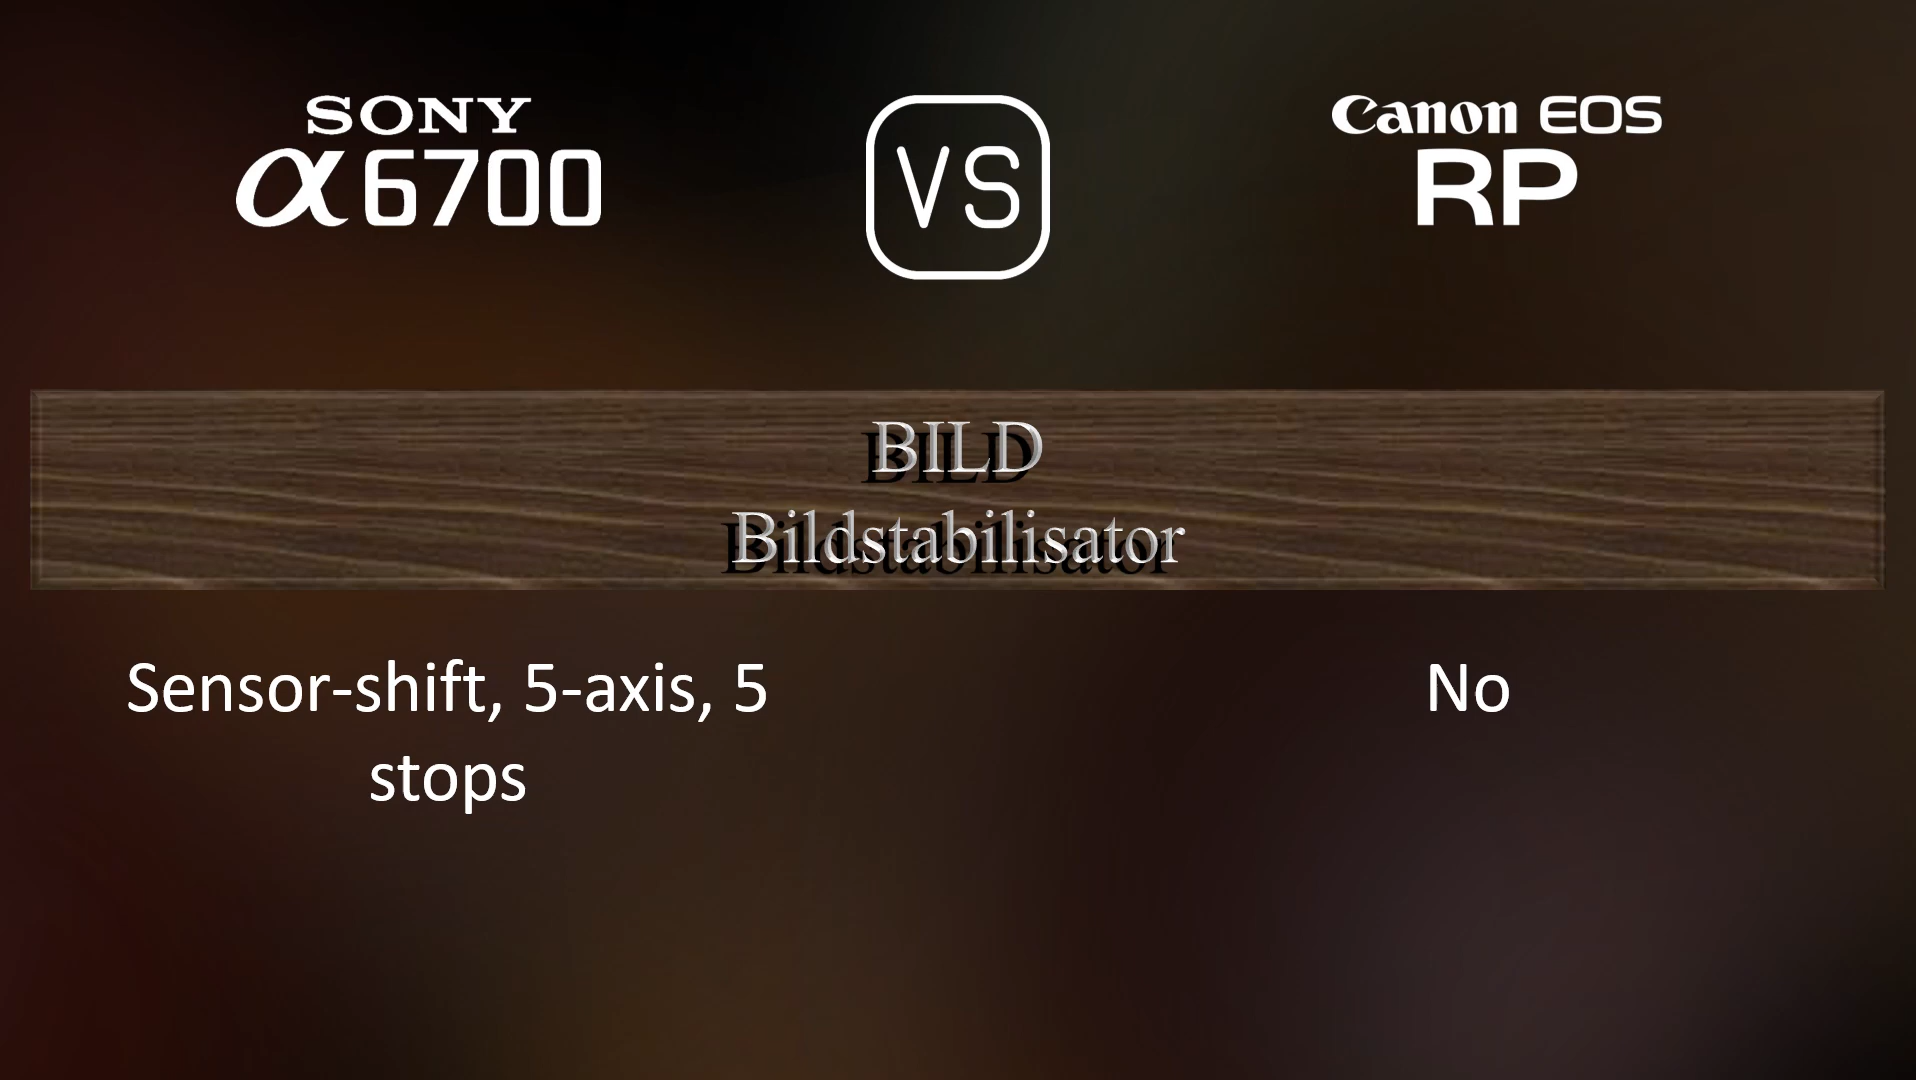 SONY
α6700
VS
Canon EOS
RP
BILD
Bildstabilisator
Sensor-shift, 5-axis, 5
stops
No